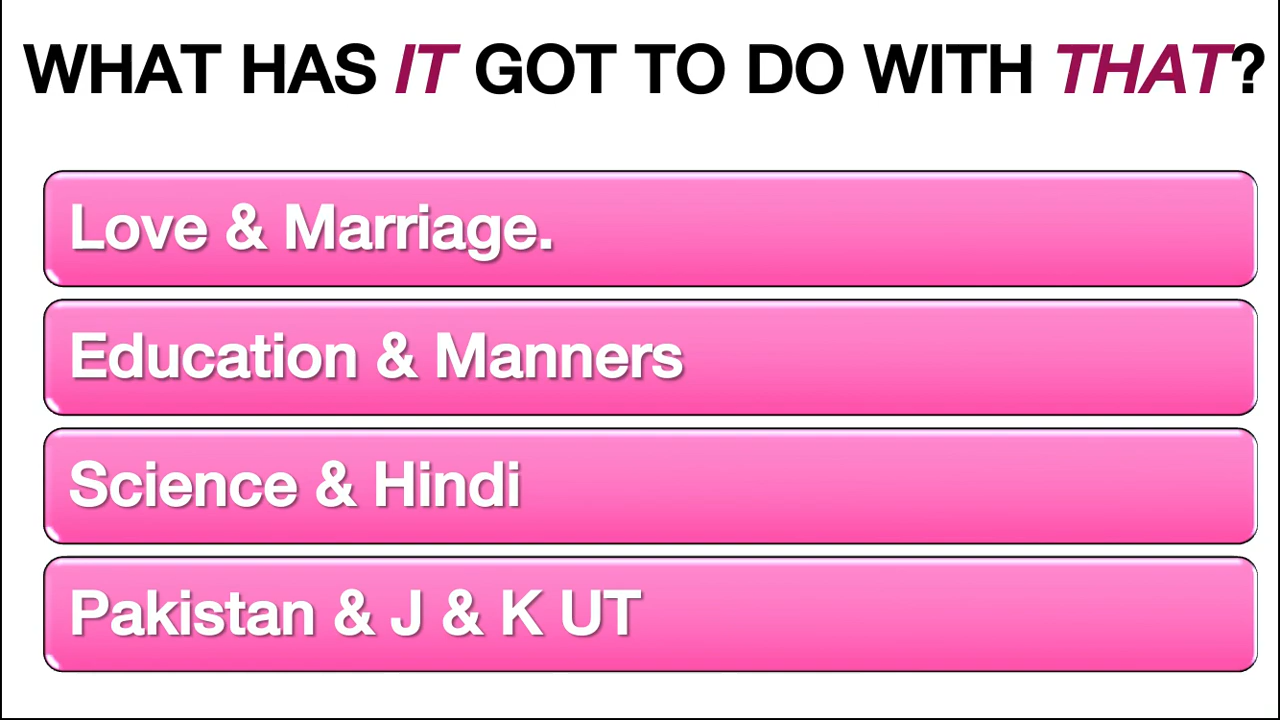 WHAT HAS IT GOT TO DO WITH THAT?
Love & Marriage.
Education & Manners
Science & Hindi
Pakistan & J & K UT